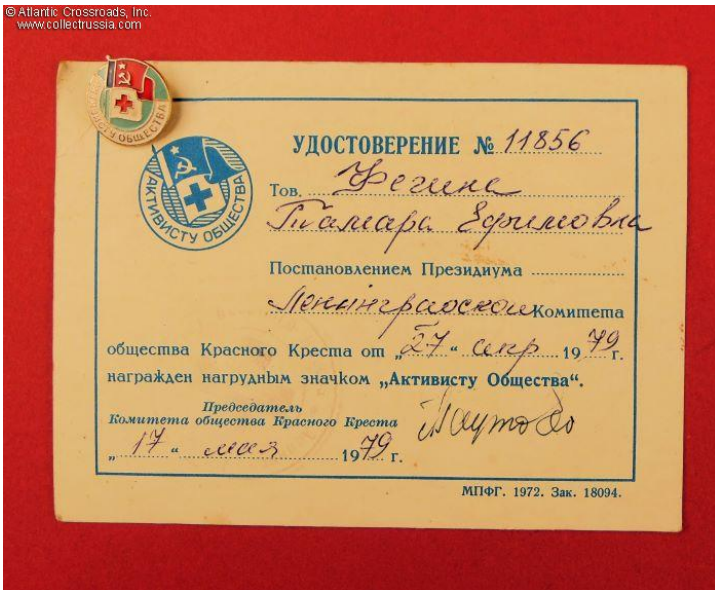 © Atlantic Crossroads, Inc.
www.collectrussia.com
АКТИВИСТУ ОБЩЕСТВА
УДОСТОВЕРЕНИЕ № 11856
Тов.
Тамара Ефимовна
Постановлением Президиума
Ленинградского Комитета
общества Красного Креста от „27“ апр 1979 г.
награжден нагрудным значком „Активисту Общества“.
Председатель
Комитета общества Красного Креста
„17“ мая 1979 г.
МПФГ. 1972. Зак. 18094.